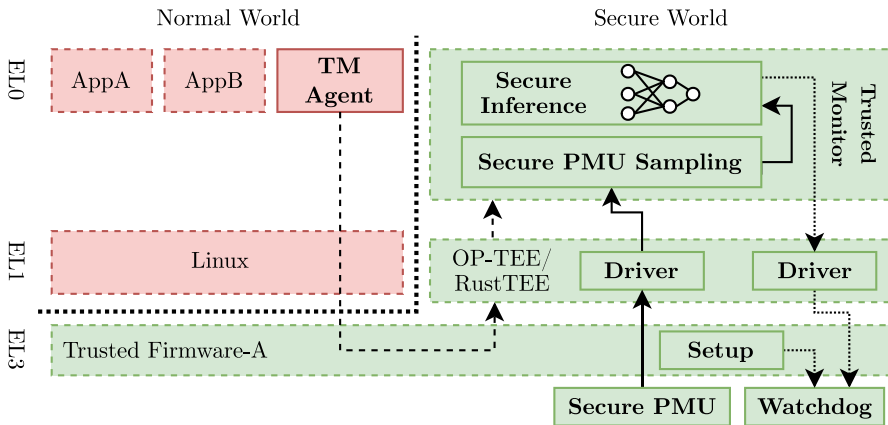 Normal World
Secure World
EL0
AppA
AppB
TM
Agent
Secure
Inference
Trusted
Monitor
Secure PMU Sampling
EL1
Linux
OP-TEE/
RustTEE
Driver
Driver
EL3
Trusted Firmware-A
Setup
Secure PMU
Watchdog